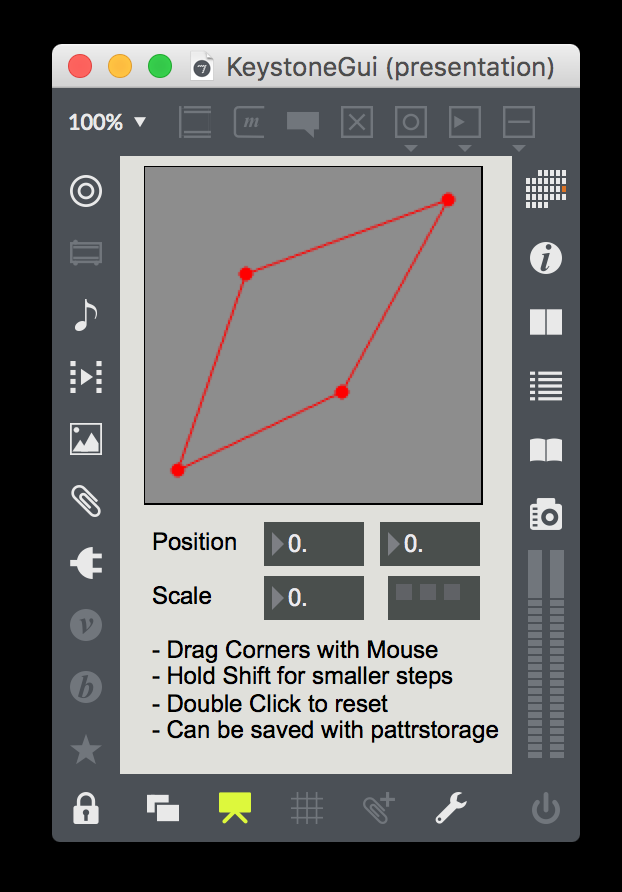 KeystoneGui (presentation)
100%
m
i
Position 0. 0.
Scale 0.
- Drag Corners with Mouse
- Hold Shift for smaller steps
- Double Click to reset
- Can be saved with pattrstorage
v
b